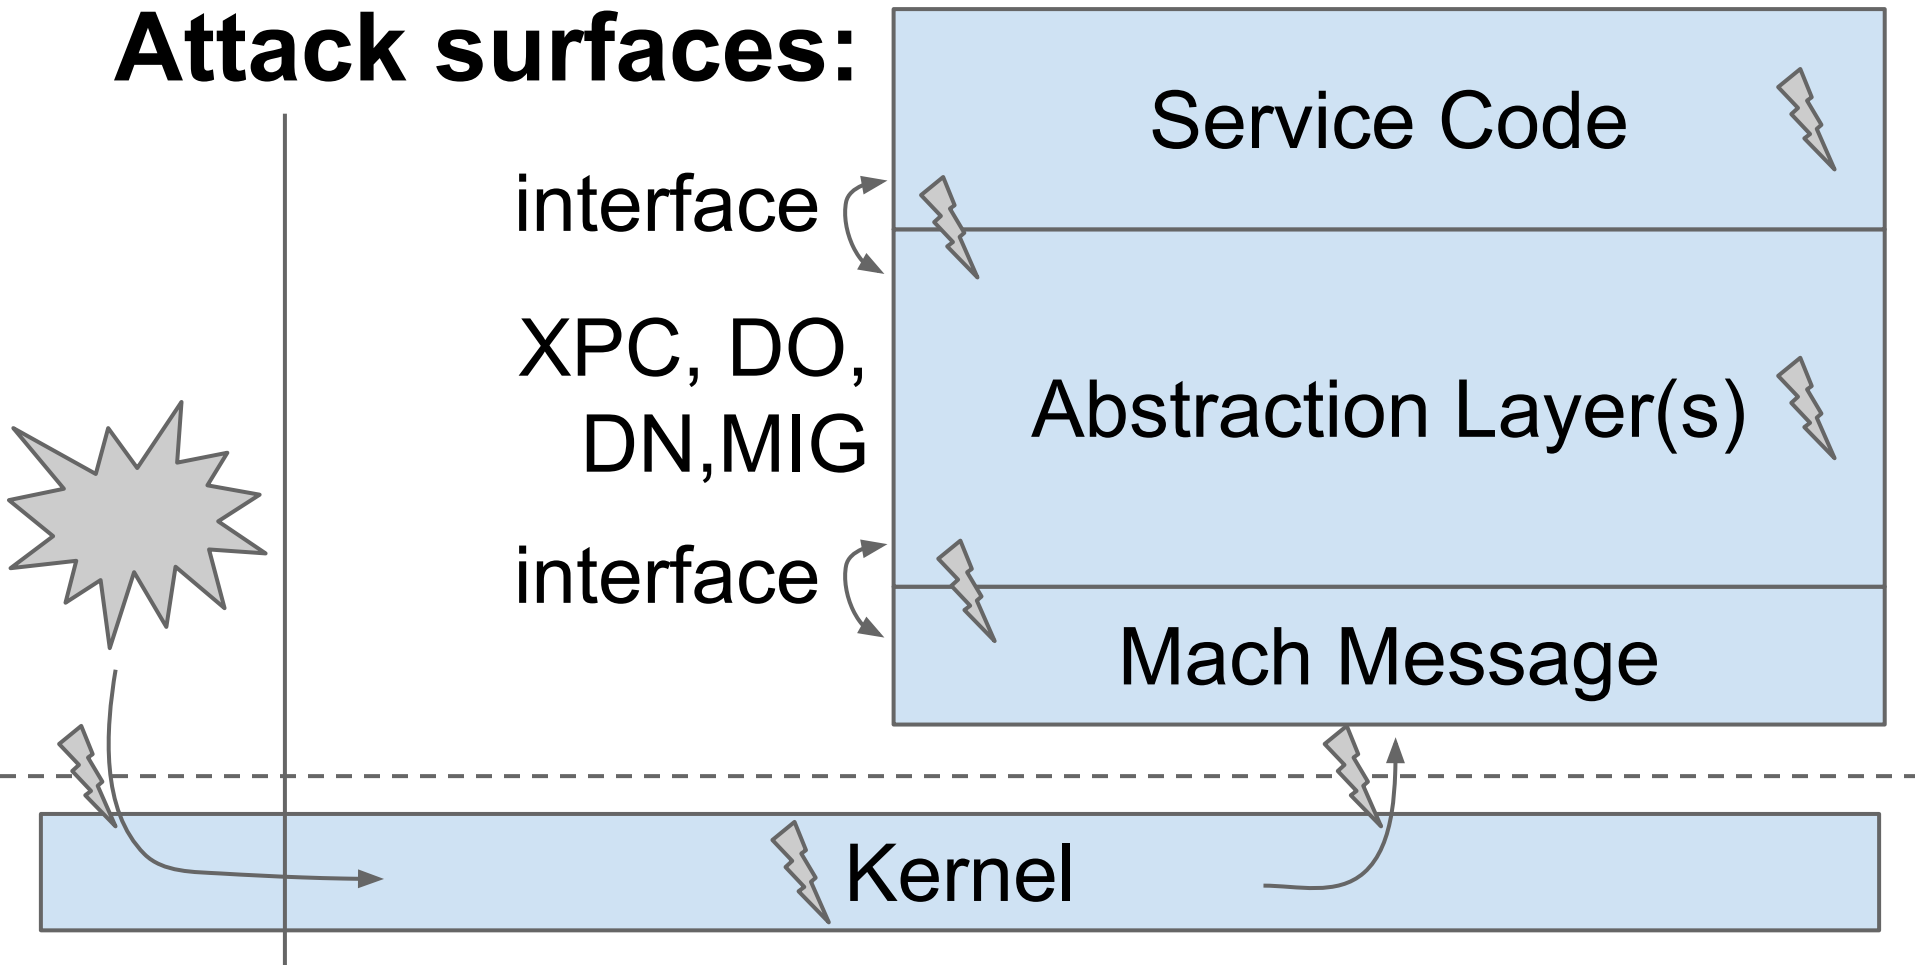 Attack surfaces:
Service Code
interface
XPC, DO,
DN,MIG
Abstraction Layer(s)
interface
Mach Message
Kernel